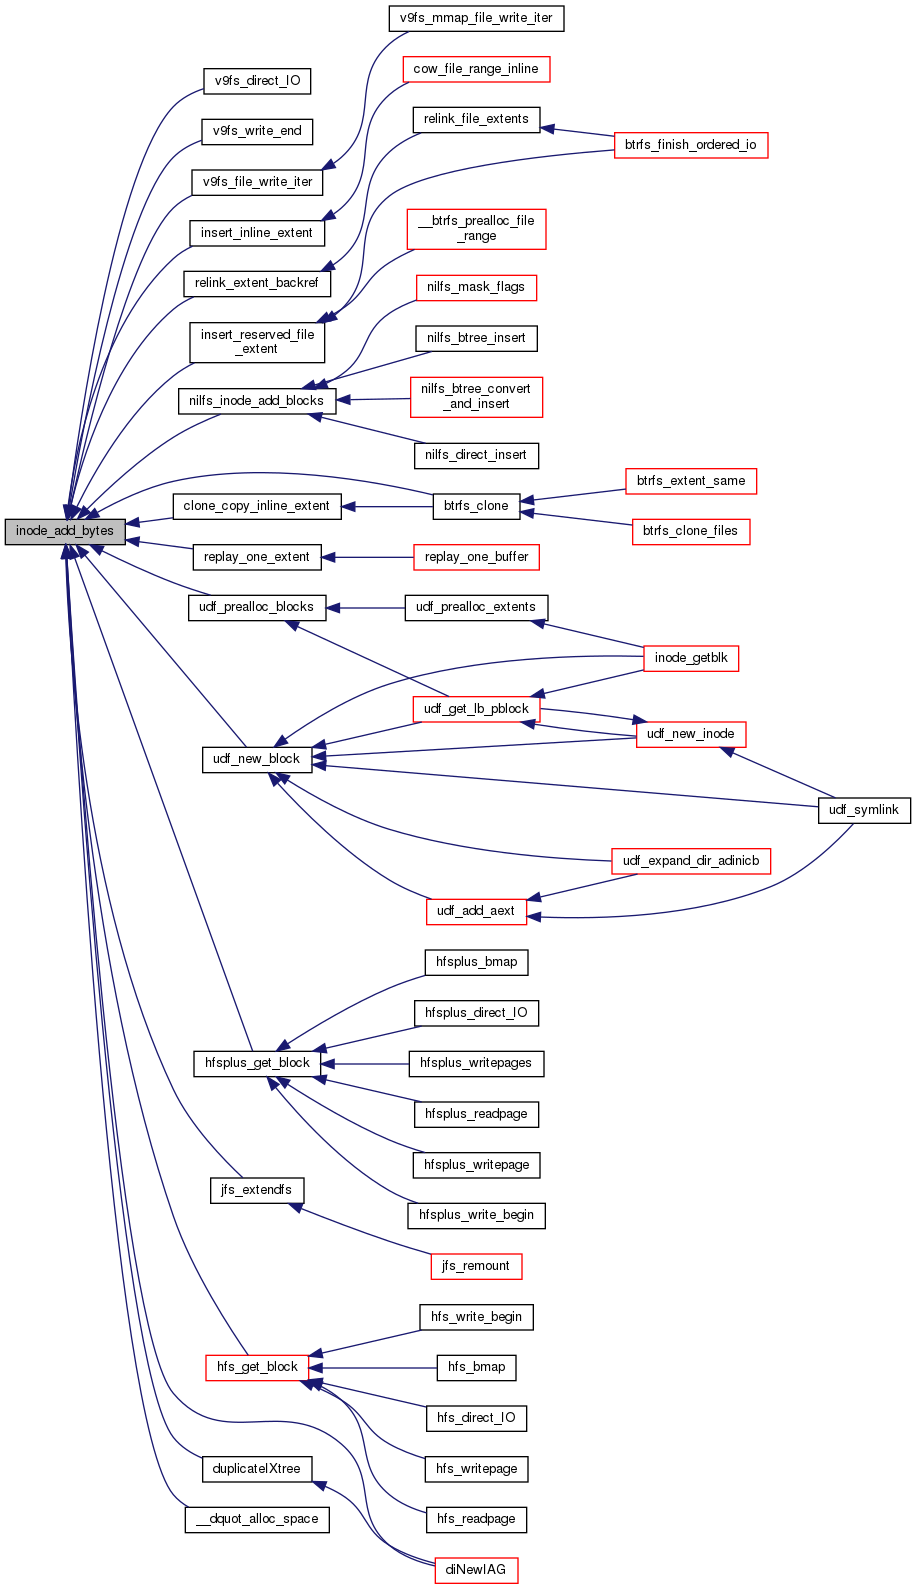 v9fs_mmap_file_write_iter
cow_file_range_inline
v9fs_direct_IO
relink_file_extents
v9fs_write_end
btrfs_finish_ordered_io
v9fs_file_write_iter
__btrfs_prealloc_file
_range
insert_inline_extent
relink_extent_backref
nilfs_mask_flags
insert_reserved_file
_extent
nilfs_btree_insert
nilfs_btree_convert
_and_insert
nilfs_inode_add_blocks
nilfs_direct_insert
btrfs_extent_same
clone_copy_inline_extent
btrfs_clone
inode_add_bytes
btrfs_clone_files
replay_one_extent
replay_one_buffer
udf_prealloc_blocks
udf_prealloc_extents
inode_getblk
udf_get_lb_pblock
udf_new_inode
udf_new_block
udf_symlink
udf_expand_dir_adinicb
udf_add_aext
hfsplus_bmap
hfsplus_direct_IO
hfsplus_get_block
hfsplus_writepages
hfsplus_readpage
hfsplus_writepage
jfs_extendfs
hfsplus_write_begin
jfs_remount
hfs_write_begin
hfs_get_block
hfs_bmap
hfs_direct_IO
duplicateIXtree
hfs_writepage
__dquot_alloc_space
hfs_readpage
diNewIAG